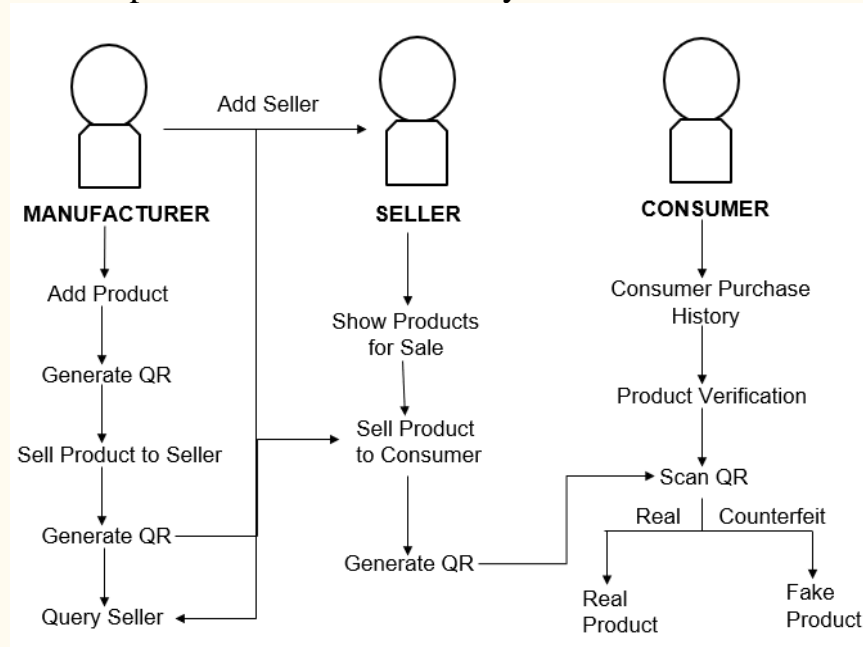 Add Seller
MANUFACTURER
SELLER
CONSUMER
Add Product
Generate QR
Sell Product to Seller
Generate QR
Query Seller
Show Products
for Sale
Sell Product
to Consumer
Generate QR
Consumer Purchase
History
Product Verification
Scan QR
Real
Counterfeit
Real
Product
Fake
Product